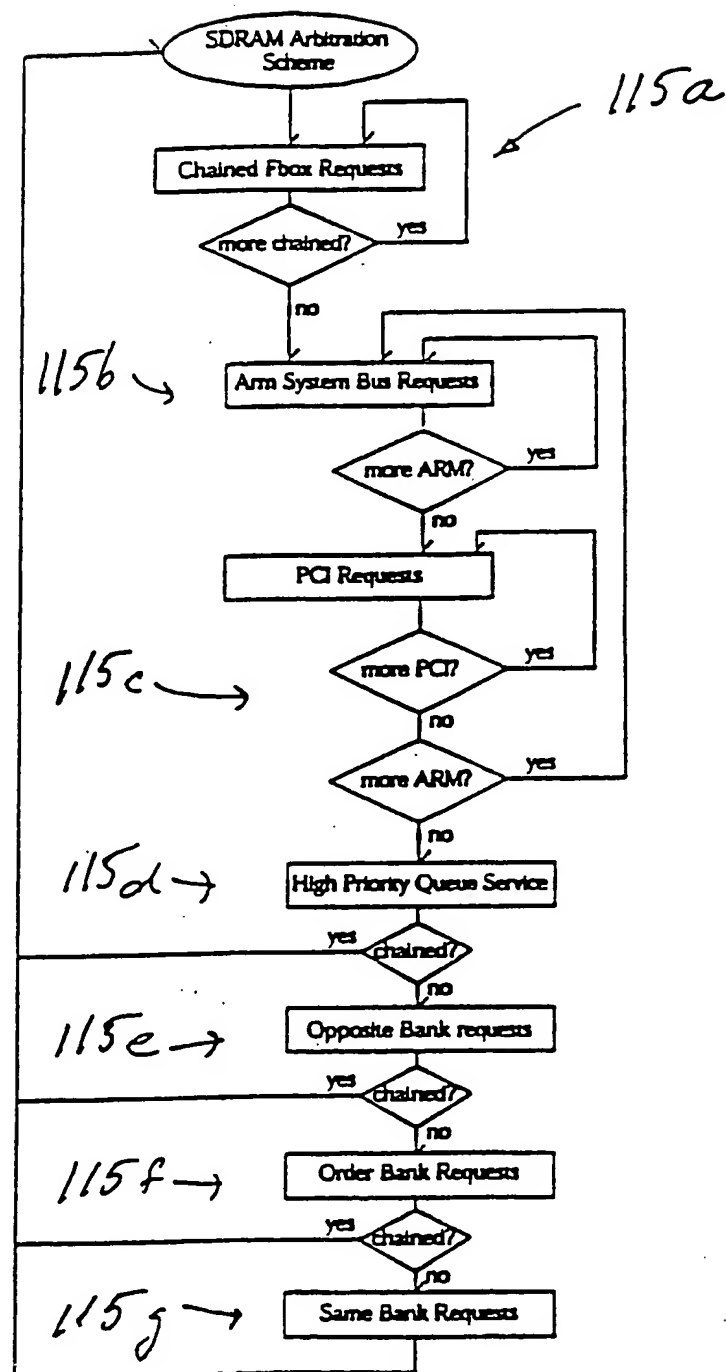 SDRAM Arbitration
Scheme
115a
Chained Fbox Requests
yes
more chained?
no
115b
Arm System Bus Requests
more ARM?
yes
no
PCI Requests
more PCI?
yes
115c
no
more ARM?
yes
no
115d
High Priority Queue Service
yes
chained?
no
115e
Opposite Bank requests
yes
chained?
no
115f
Order Bank Requests
yes
chained?
no
115g
Same Bank Requests